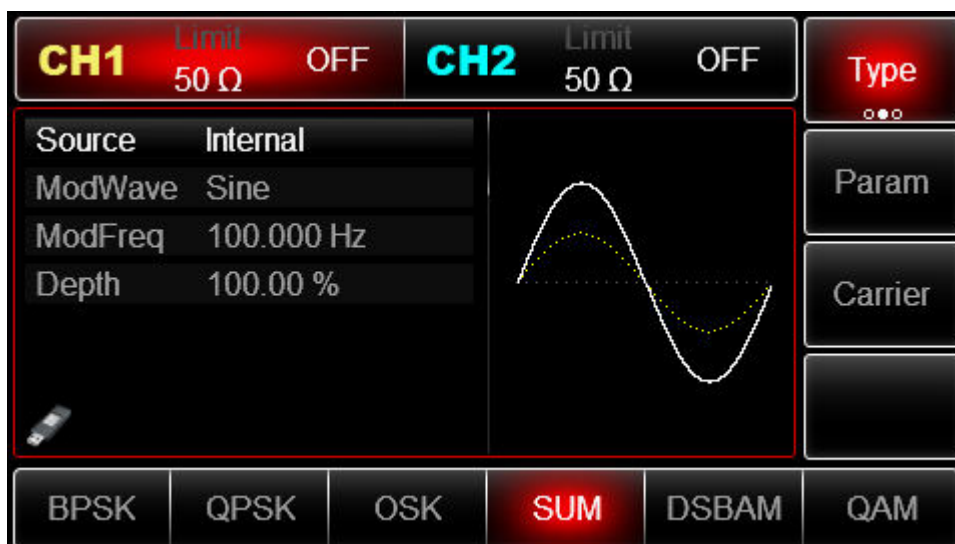 Limit Limit
CH1 50 Ω OFF CH2 50 Ω OFF Type
Source Internal
ModWave Sine Param
ModFreq 100.000 Hz
Depth 100.00 % Carrier
BPSK QPSK OSK SUM DSBAM QAM